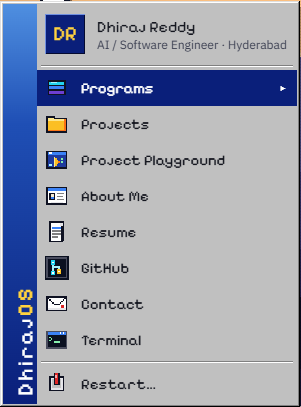 DR
Dhiraj Reddy
AI / Software Engineer · Hyderabad
Programs
Projects
Project Playground
About Me
Resume
GitHub
Contact
Terminal
Restart...
DhirajOS